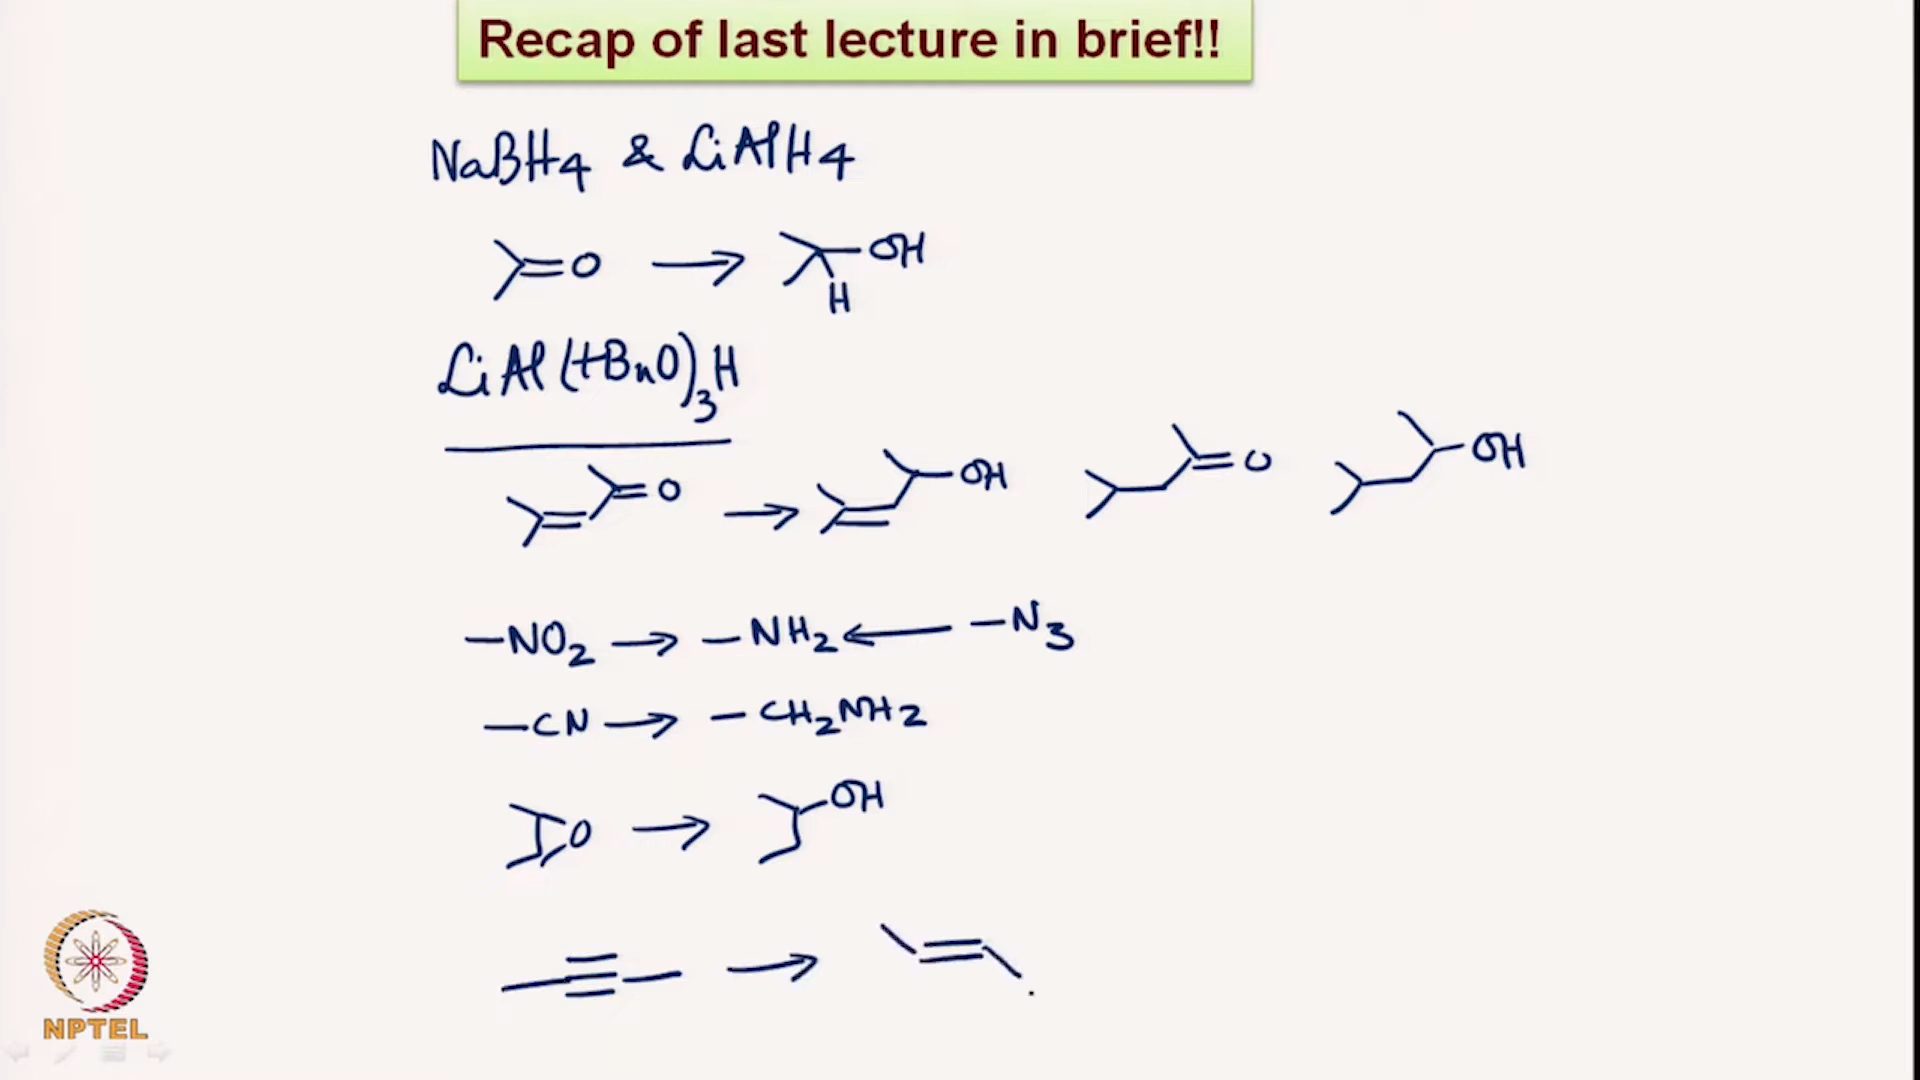 Recap of last lecture in brief!!
NaBH4 & LiAlH4
=O → OH
H
LiAl(tBuO)3H
=O → OH =O OH
-NO2 → -NH2 ← -N3
-CN → -CH2NH2
O → OH
NPTEL